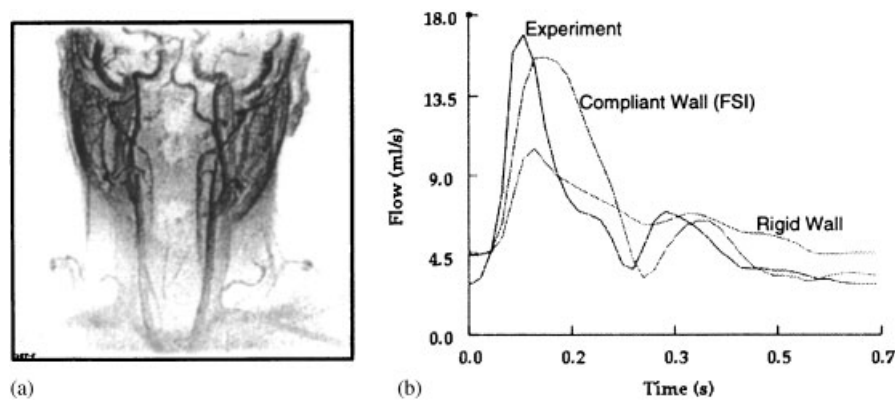 18.0
13.5
9.0
4.5
0.0
Flow (ml/s)
Experiment
Compliant Wall (FSI)
Rigid Wall
0.0 0.2 0.3 0.5 0.7
Time (s)
(a)
(b)